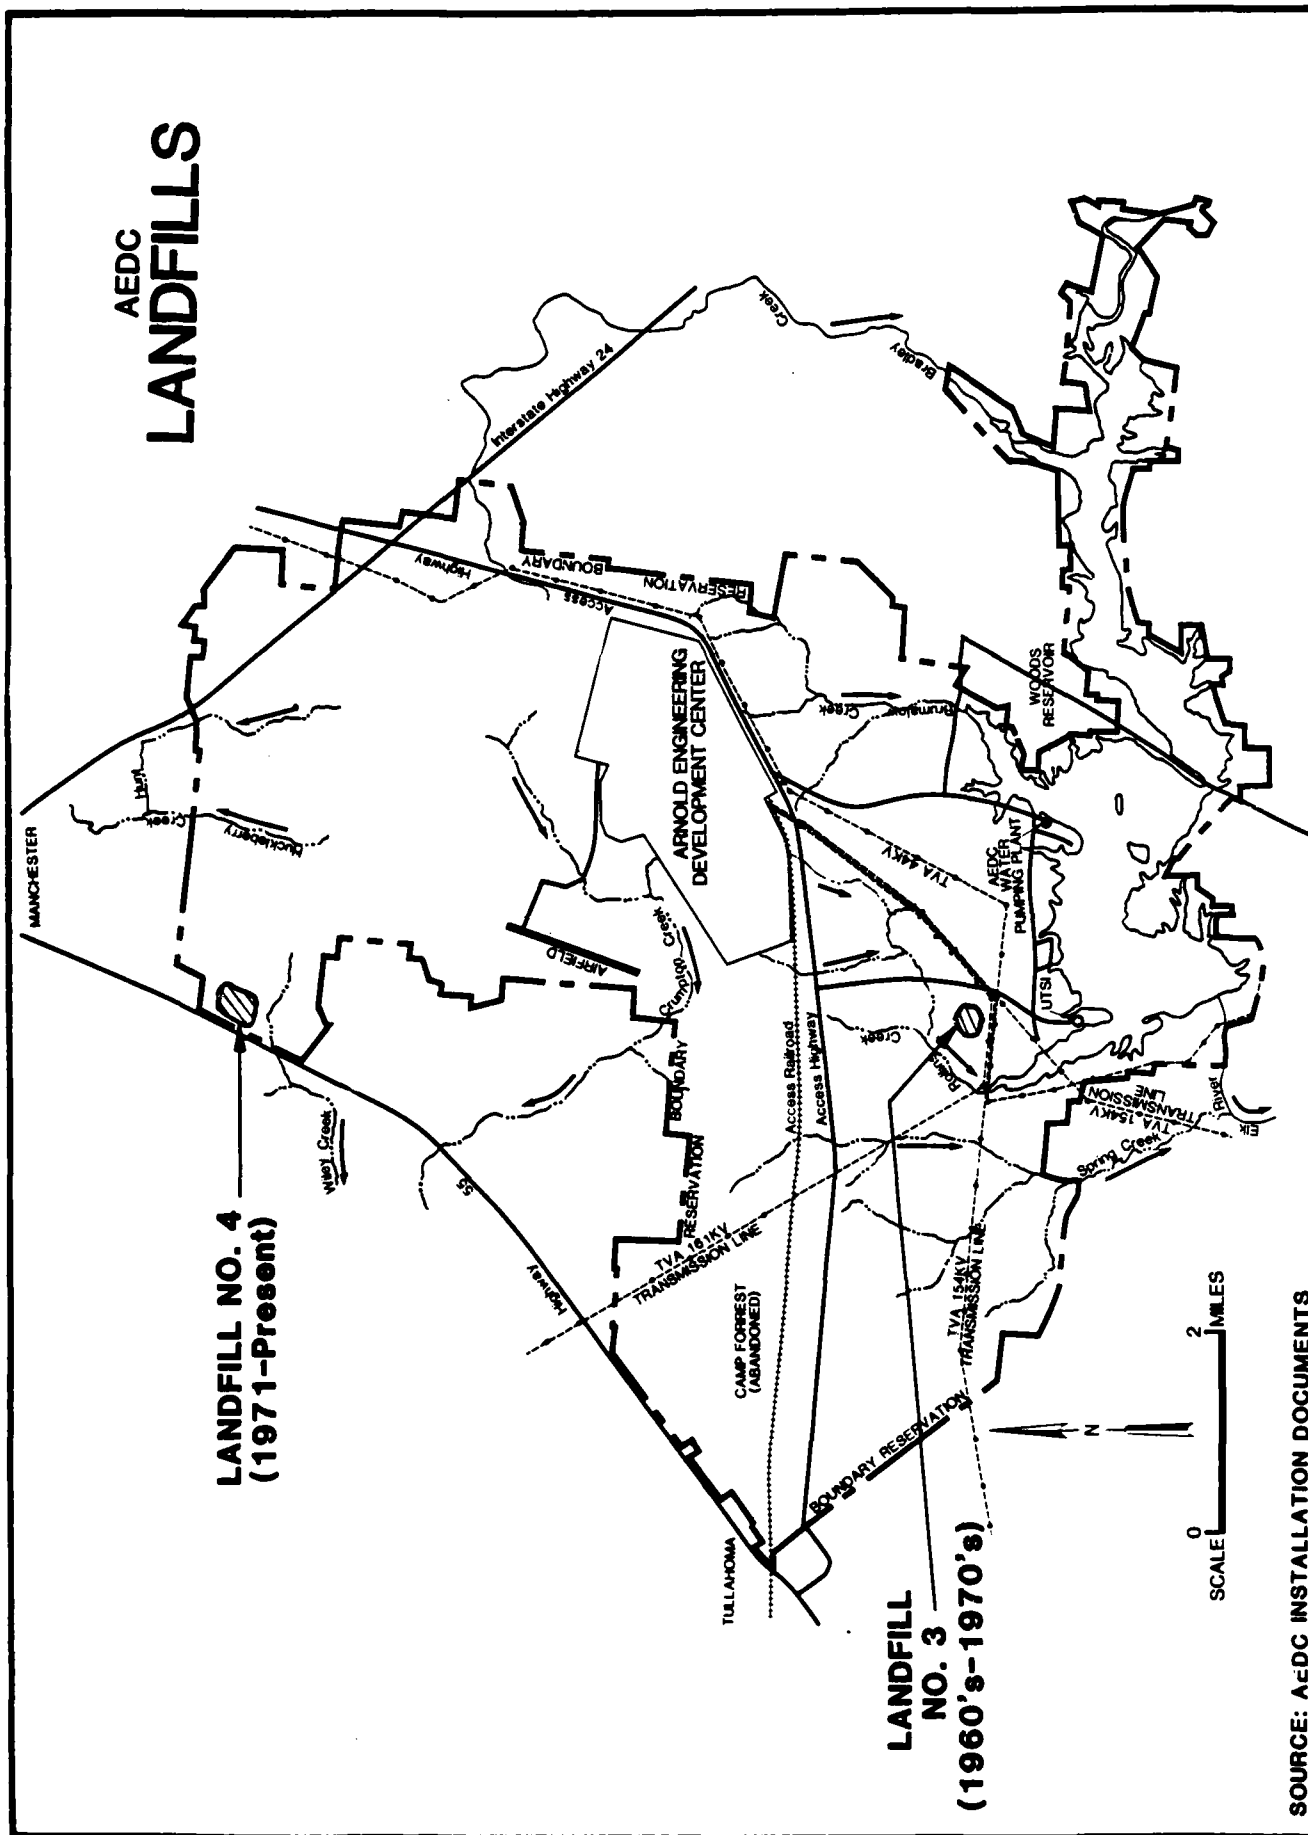 AEDC
LANDFILLS
MANCHESTER
Hunt
Creek
Huckleberry
Interstate Highway 24
Highway
Access
BOUNDARY
RESERVATION
Creek
Bradley
LANDFILL NO. 4
(1971-Present)
Wiley Creek
AIRFIELD
Crumpton Creek
ARNOLD ENGINEERING
DEVELOPMENT CENTER
Creek
Brumalow
WOODS
RESERVOIR
Highway
55
RESERVATION
BOUNDARY
TVA 161KV
TRANSMISSION LINE
Access Railroad
Access Highway
Creek
Rollins
TVA 44KV
AEDC
WATER
PUMPING PLANT
UTSI
TULLAHOMA
CAMP FORREST
(ABANDONED)
BOUNDARY RESERVATION
TVA 154KV
TRANSMISSION LINE
TVA 154KV
TRANSMISSION
LINE
Spring Creek
Elk
River
LANDFILL
NO. 3
(1960's-1970's)
N
SCALE
0
2
MILES
SOURCE: AEDC INSTALLATION DOCUMENTS